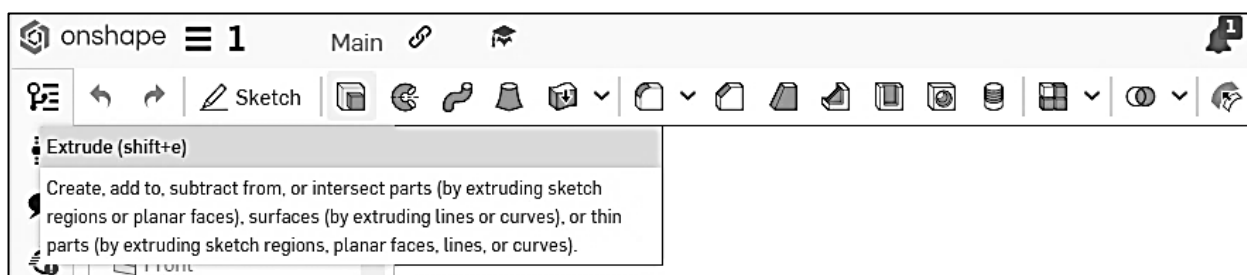 onshape 1 Main 1
Sketch
Extrude (shift+e)
Create, add to, subtract from, or intersect parts (by extruding sketch
regions or planar faces), surfaces (by extruding lines or curves), or thin
parts (by extruding sketch regions, planar faces, lines, or curves).
Front